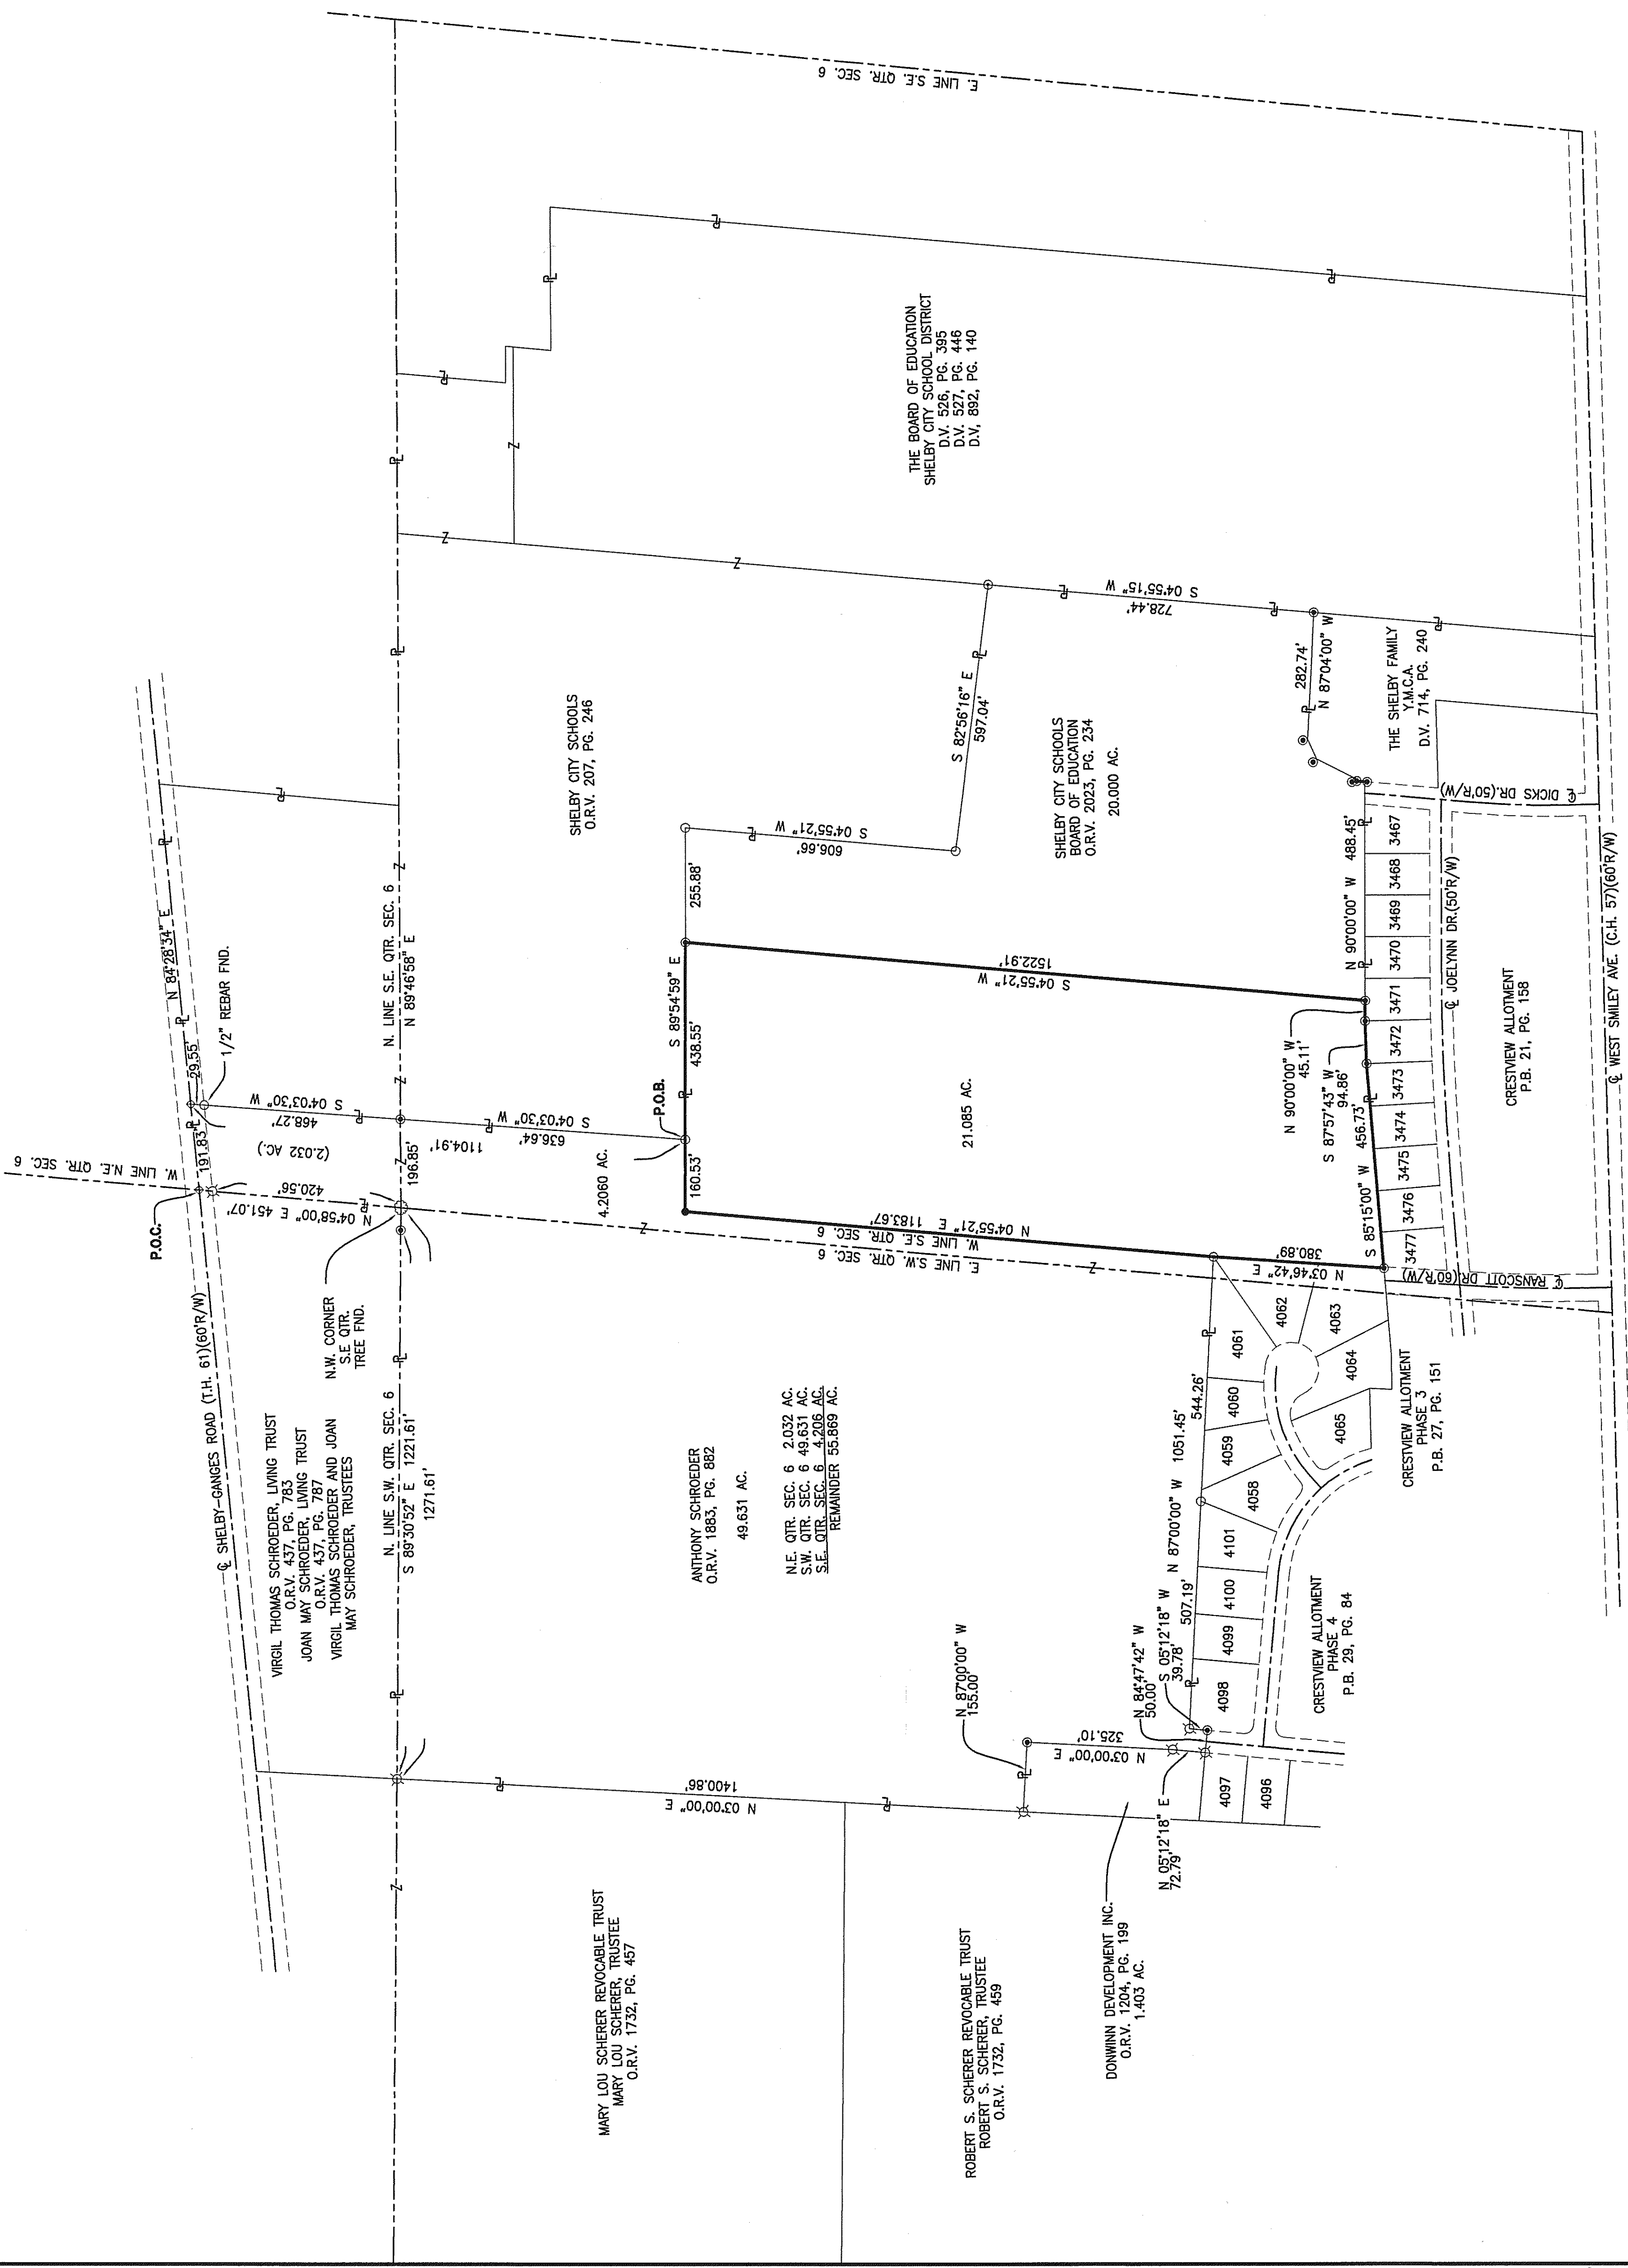 E. LINE S.E. QTR. SEC. 6
THE BOARD OF EDUCATION
SHELBY CITY SCHOOL DISTRICT
D.V. 526, PG. 395
D.V. 527, PG. 446
D.V, 892, PG. 140
S 04°55'15" W
728.44'
282.74'
N 87°04'00" W
THE SHELBY FAMILY
Y.M.C.A.
D.V. 714, PG. 240
SHELBY CITY SCHOOLS
O.R.V. 207, PG. 246
S 82°56'16" E
597.04'
SHELBY CITY SCHOOLS
BOARD OF EDUCATION
O.R.V. 2023, PG. 234
20.000 AC.
S 04°55'21" W
606.66'
255.88'
℄ DICKS DR.(50'R/W)
N 90°00'00" W 488.45'
3467
3468
3469
3470
3471
3472
3473
3474
3475
3476
3477
℄ JOELYNN DR.(50'R/W)
CRESTVIEW ALLOTMENT
P.B. 21, PG. 158
℄ WEST SMILEY AVE. (C.H. 57)(60'R/W)
N 84°28'34" E
29.55'
1/2" REBAR FND.
191.83'
P.O.C.
W. LINE N.E. QTR. SEC. 6
S 04°03'30" W
468.27'
(2.032 AC.)
420.56'
N 04°58'00" E 451.07'
N. LINE S.E. QTR. SEC. 6
N 89°46'58" E
196.85'
S 04°03'30" W
636.64'
1104.91'
4.2060 AC.
P.O.B.
S 89°54'59" E
438.55'
160.53'
21.085 AC.
1522.91'
S 04°55'21" W
N 90°00'00" W
45.11'
S 87°57'43" W
94.86'
S 85°15'00" W 456.73'
N 04°55'21" E 1183.67'
W. LINE S.E. QTR. SEC. 6
E. LINE S.W. QTR. SEC. 6
380.89'
N 03°46'42" E
℄ RANSCOTT DR.(60'R/W)
℄ SHELBY-GANGES ROAD (T.H. 61)(60'R/W)
N.W. CORNER
S.E QTR.
TREE FND.
VIRGIL THOMAS SCHROEDER, LIVING TRUST
O.R.V. 437, PG. 783
JOAN MAY SCHROEDER, LIVING TRUST
O.R.V. 437, PG. 787
VIRGIL THOMAS SCHROEDER AND JOAN
MAY SCHROEDER, TRUSTEES
N. LINE S.W. QTR. SEC. 6
S 89°30'52" E 1221.61'
1271.61'
ANTHONY SCHROEDER
O.R.V. 1883, PG. 882
49.631 AC.
N.E. QTR. SEC. 6 2.032 AC.
S.W. QTR. SEC. 6 49.631 AC.
S.E. QTR. SEC. 6 4.206 AC.
REMAINDER 55.869 AC.
4061
4062
4063
4064
4065
4060
4059
4058
4101
4100
4099
4098
544.26'
N 87°00'00" W 1051.45'
507.19'
CRESTVIEW ALLOTMENT
PHASE 3
P.B. 27, PG. 151
CRESTVIEW ALLOTMENT
PHASE 4
P.B. 29, PG. 84
S 05°12'18" W
39.78'
N 84°47'42" W
50.00'
N 87°00'00" W
155.00'
325.10'
N 03°00'00" E
N 05°12'18" E
72.79'
4097
4096
1400.86'
N 03°00'00" E
MARY LOU SCHERER REVOCABLE TRUST
MARY LOU SCHERER, TRUSTEE
O.R.V. 1732, PG. 457
ROBERT S. SCHERER REVOCABLE TRUST
ROBERT S. SCHERER, TRUSTEE
O.R.V. 1732, PG. 459
DONWINN DEVELOPMENT INC.
O.R.V. 1204, PG. 199
1.403 AC.